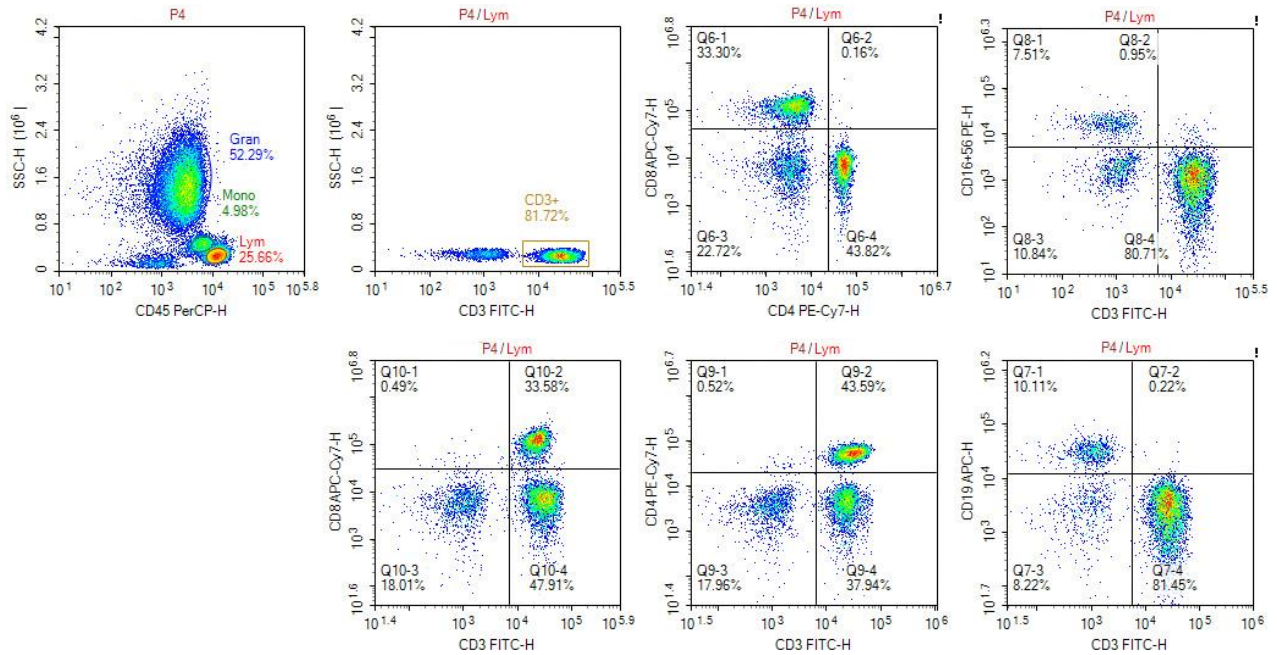 P4
SSC-H (10^6 )
4.2
3.2
2.4
1.6
0.8
0
Gran
52.29%
Mono
4.98%
Lym
25.66%
10^1 10^2 10^3 10^4 10^5 10^5.8
CD45 PerCP-H
P4 / Lym
SSC-H (10^6 )
4.2
3.2
2.4
1.6
0.8
0
CD3+
81.72%
10^1 10^2 10^3 10^4 10^5.5
CD3 FITC-H
P4 / Lym
!
CD8APC-Cy7-H
10^6.8
10^5
10^4
10^3
10^1.6
Q6-1
33.30%
Q6-2
0.16%
Q6-3
22.72%
Q6-4
43.82%
10^1.4 10^3 10^4 10^5 10^6.7
CD4 PE-Cy7-H
P4 / Lym
!
CD16+56 PE-H
10^6.3
10^5
10^4
10^3
10^2
10^1
Q8-1
7.51%
Q8-2
0.95%
Q8-3
10.84%
Q8-4
80.71%
10^1 10^2 10^3 10^4 10^5.5
CD3 FITC-H
P4 / Lym
CD8APC-Cy7-H
10^6.8
10^5
10^4
10^3
10^1.6
Q10-1
0.49%
Q10-2
33.58%
Q10-3
18.01%
Q10-4
47.91%
10^1.4 10^3 10^4 10^5 10^5.9
CD3 FITC-H
P4 / Lym
CD4 PE-Cy7-H
10^6.7
10^5
10^4
10^3
10^1.4
Q9-1
0.52%
Q9-2
43.59%
Q9-3
17.96%
Q9-4
37.94%
10^1.5 10^3 10^4 10^5 10^6
CD3 FITC-H
P4 / Lym
!
CD19 APC-H
10^6.2
10^5
10^4
10^3
10^1.7
Q7-1
10.11%
Q7-2
0.22%
Q7-3
8.22%
Q7-4
81.45%
10^1.4 10^3 10^4 10^5 10^6
CD3 FITC-H